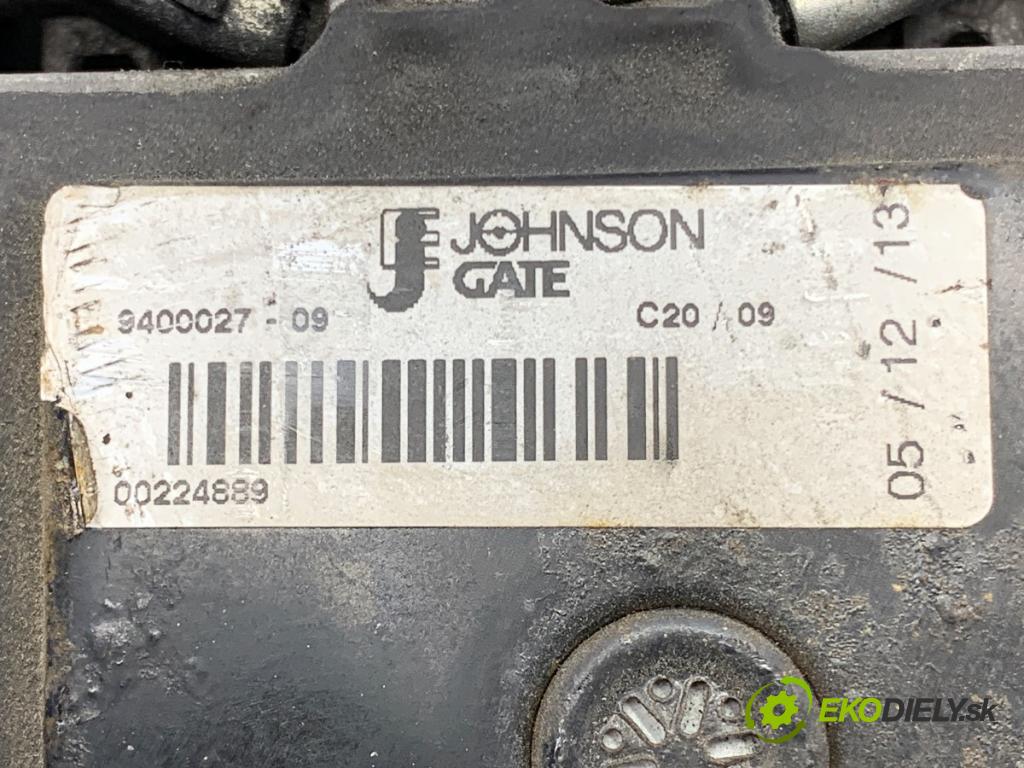 JOHNSON
GATE
9400027 - 09
C20 / 09
05 / 12 / 13
00224889
EKODIELY.sk